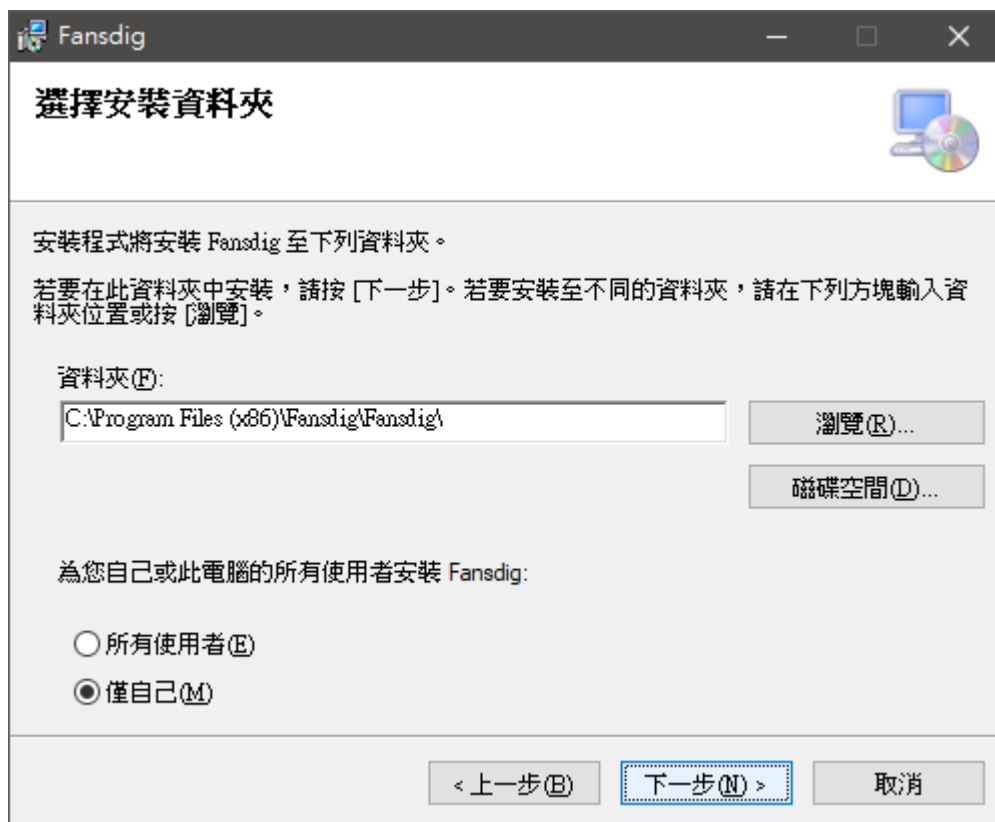 Fansdig
選擇安裝資料夾
安裝程式將安裝 Fansdig 至下列資料夾。
若要在此資料夾中安裝，請按 [下一步]。若要安裝至不同的資料夾，請在下列方塊輸入資
料夾位置或按 [瀏覽]。
資料夾(F):
C:\Program Files (x86)\Fansdig\Fansdig\
瀏覽(R)...
磁碟空間(D)...
為您自己或此電腦的所有使用者安裝 Fansdig:
所有使用者(E)
僅自己(M)
< 上一步(B)
下一步(N) >
取消